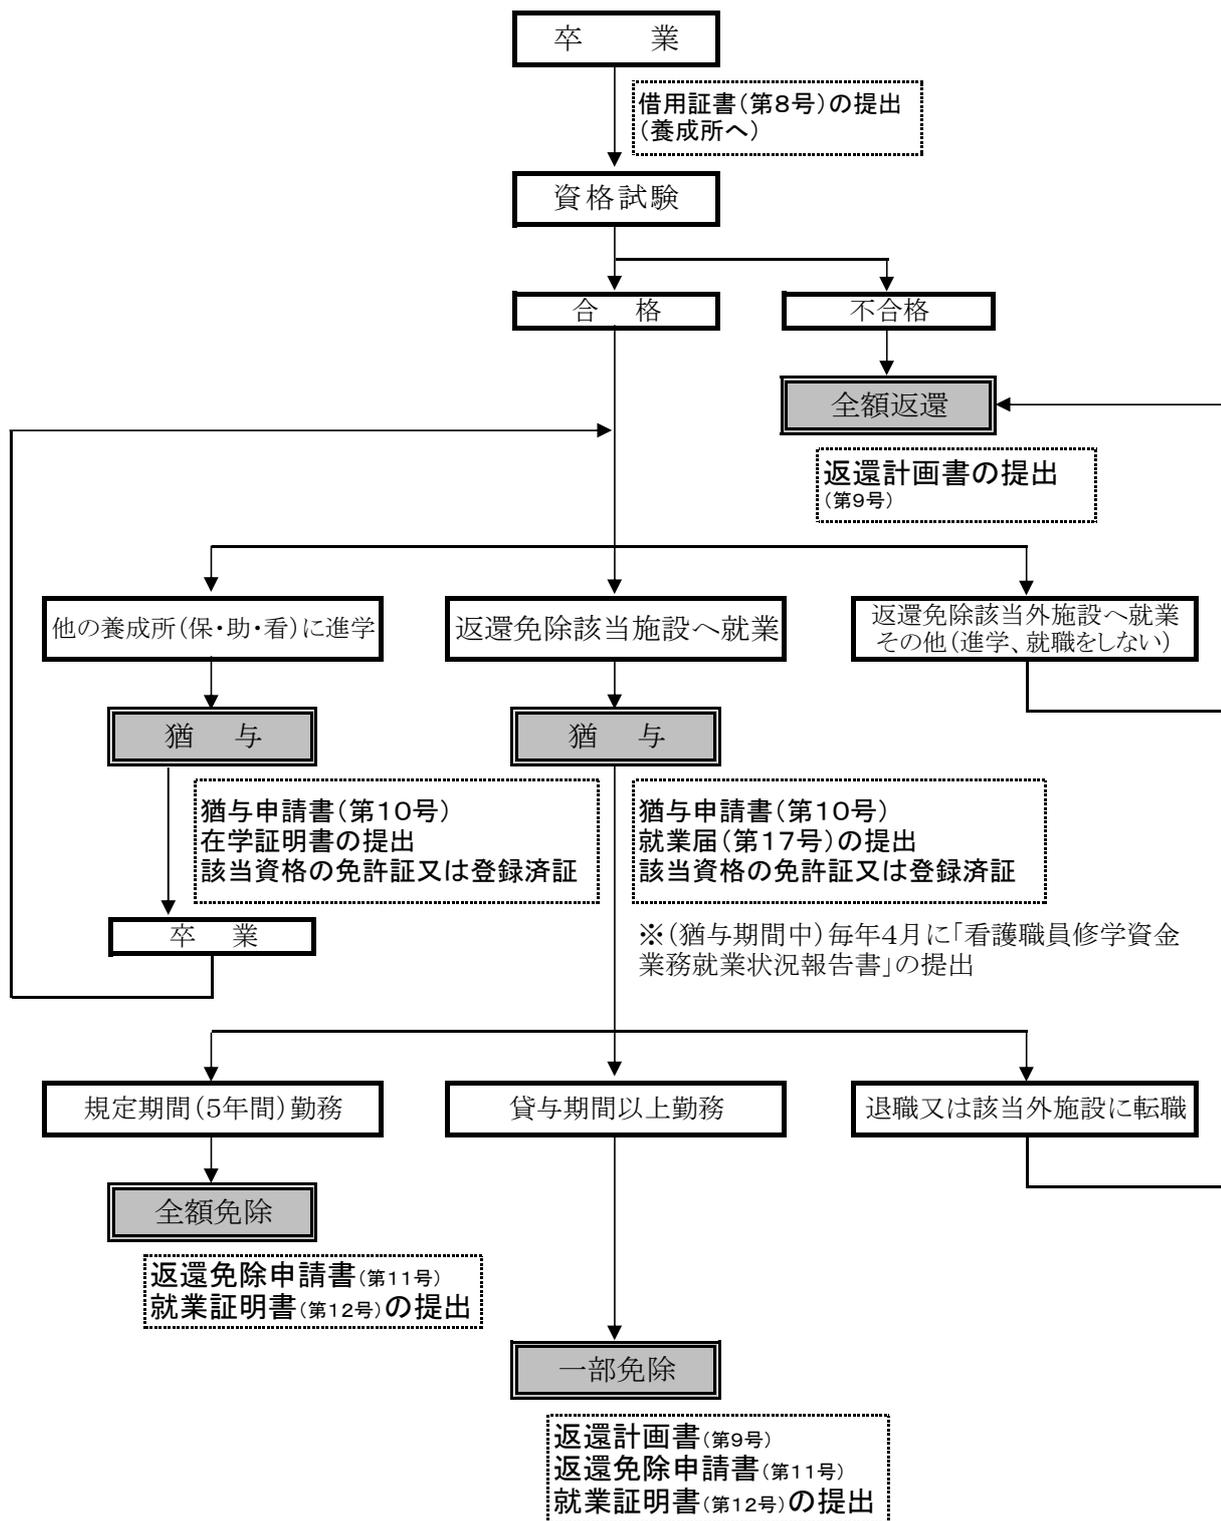 卒　　業
借用証書(第8号)の提出
(養成所へ)
資格試験
合　格
不合格
全額返還
返還計画書の提出
(第9号)
他の養成所(保・助・看)に進学
返還免除該当施設へ就業
返還免除該当外施設へ就業
その他(進学、就職をしない)
猶　与
猶　与
猶与申請書(第10号)
在学証明書の提出
該当資格の免許証又は登録済証
猶与申請書(第10号)
就業届(第17号)の提出
該当資格の免許証又は登録済証
卒　業
※(猶与期間中)毎年4月に「看護職員修学資金
業務就業状況報告書」の提出
規定期間(5年間)勤務
貸与期間以上勤務
退職又は該当外施設に転職
全額免除
返還免除申請書(第11号)
就業証明書(第12号)の提出
一部免除
返還計画書(第9号)
返還免除申請書(第11号)
就業証明書(第12号)の提出